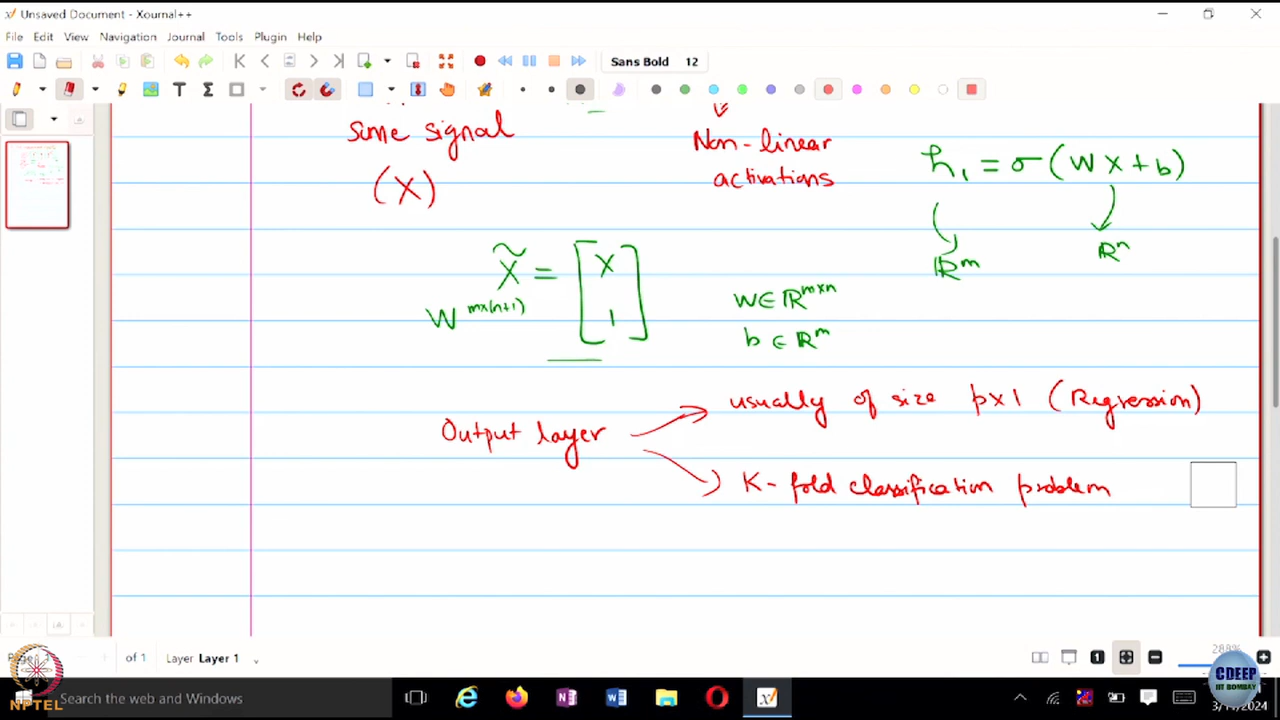 Unsaved Document - Xournal++
File Edit View Navigation Journal Tools Plugin Help
Sans Bold 12
some signal
(X)
Non-linear
activations
h₁ = σ(WX+b)
ℝᵐ
ℝⁿ
X̃ = [X
1]
W^{m×(n+1)}
W ∈ ℝ^{m×n}
b ∈ ℝᵐ
Output layer
usually of size p×1 (Regression)
K-fold classification problem
of 1 Layer Layer 1
288%
Search the web and Windows
NPTEL
CDEEP
IIT BOMBAY